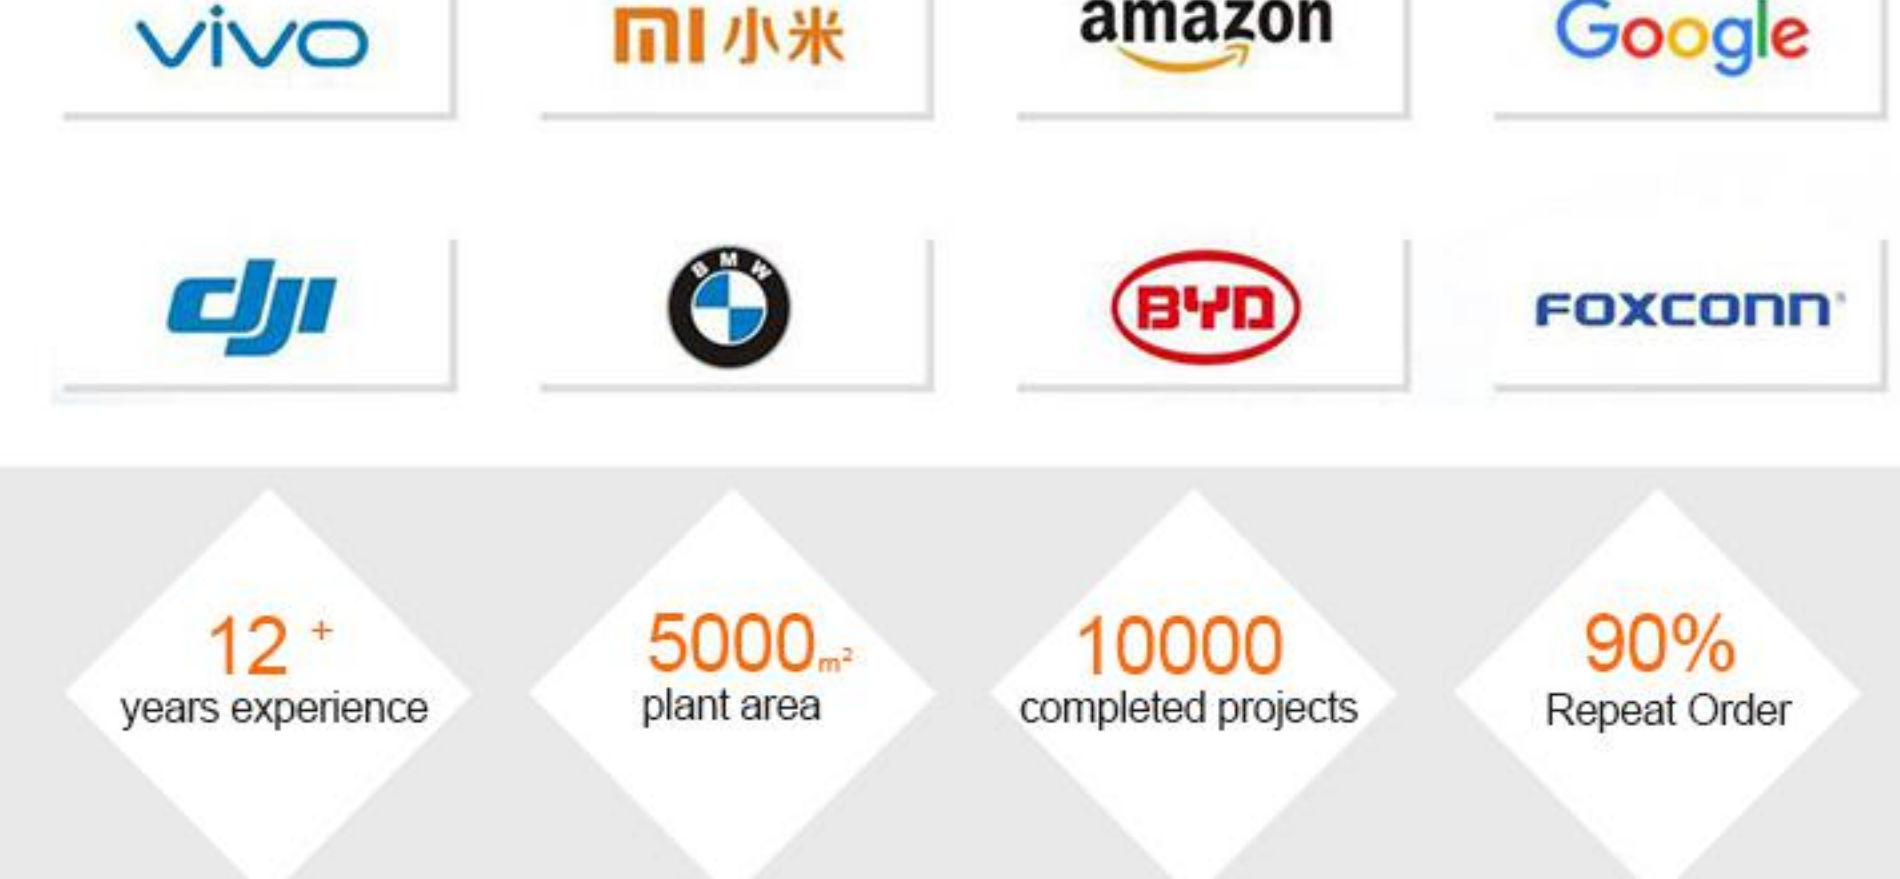 vivo
mi 小米
amazon
Google
dji
BMW
BYD
FOXCONN®
12 +
years experience
5000m²
plant area
10000
completed projects
90%
Repeat Order